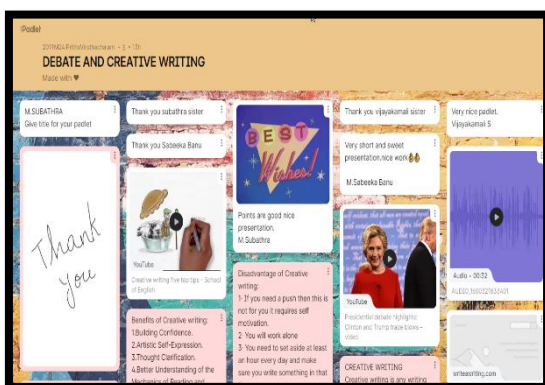 Padlet
DEBATE AND CREATIVE WRITING
Made with ♥
M.SUBATHRA
Give title for your padlet
Thank
you
Thank you subathra sister
Thank you Sabeeka Banu
YouTube
Creative writing five top tips - School
of English
Benefits of Creative writing:
1.Building Confidence.
2.Artistic Self-Expression.
3.Thought Clarification.
4.Better Understanding of the
Mechanics of Reading and
BEST
Wishes!
Points are good nice
presentation.
M.Subathra
Disadvantage of Creative
writing:
1- If you need a push then this is
not for you it requires self
motivation.
2- You will work alone
3- You need to set aside at least
an hour every day and make
sure you write something in that
Thank you vijayakamali sister
Very short and sweet
presentation.nice work
M.Sabeeka Banu
YouTube
Presidential debate highlights:
Clinton and Trump trade blows -
video
CREATIVE WRITING
Creative writing is any writing
Very nice padlet.
Vijayakamali S
Audio - 00:32
writeawriting.com